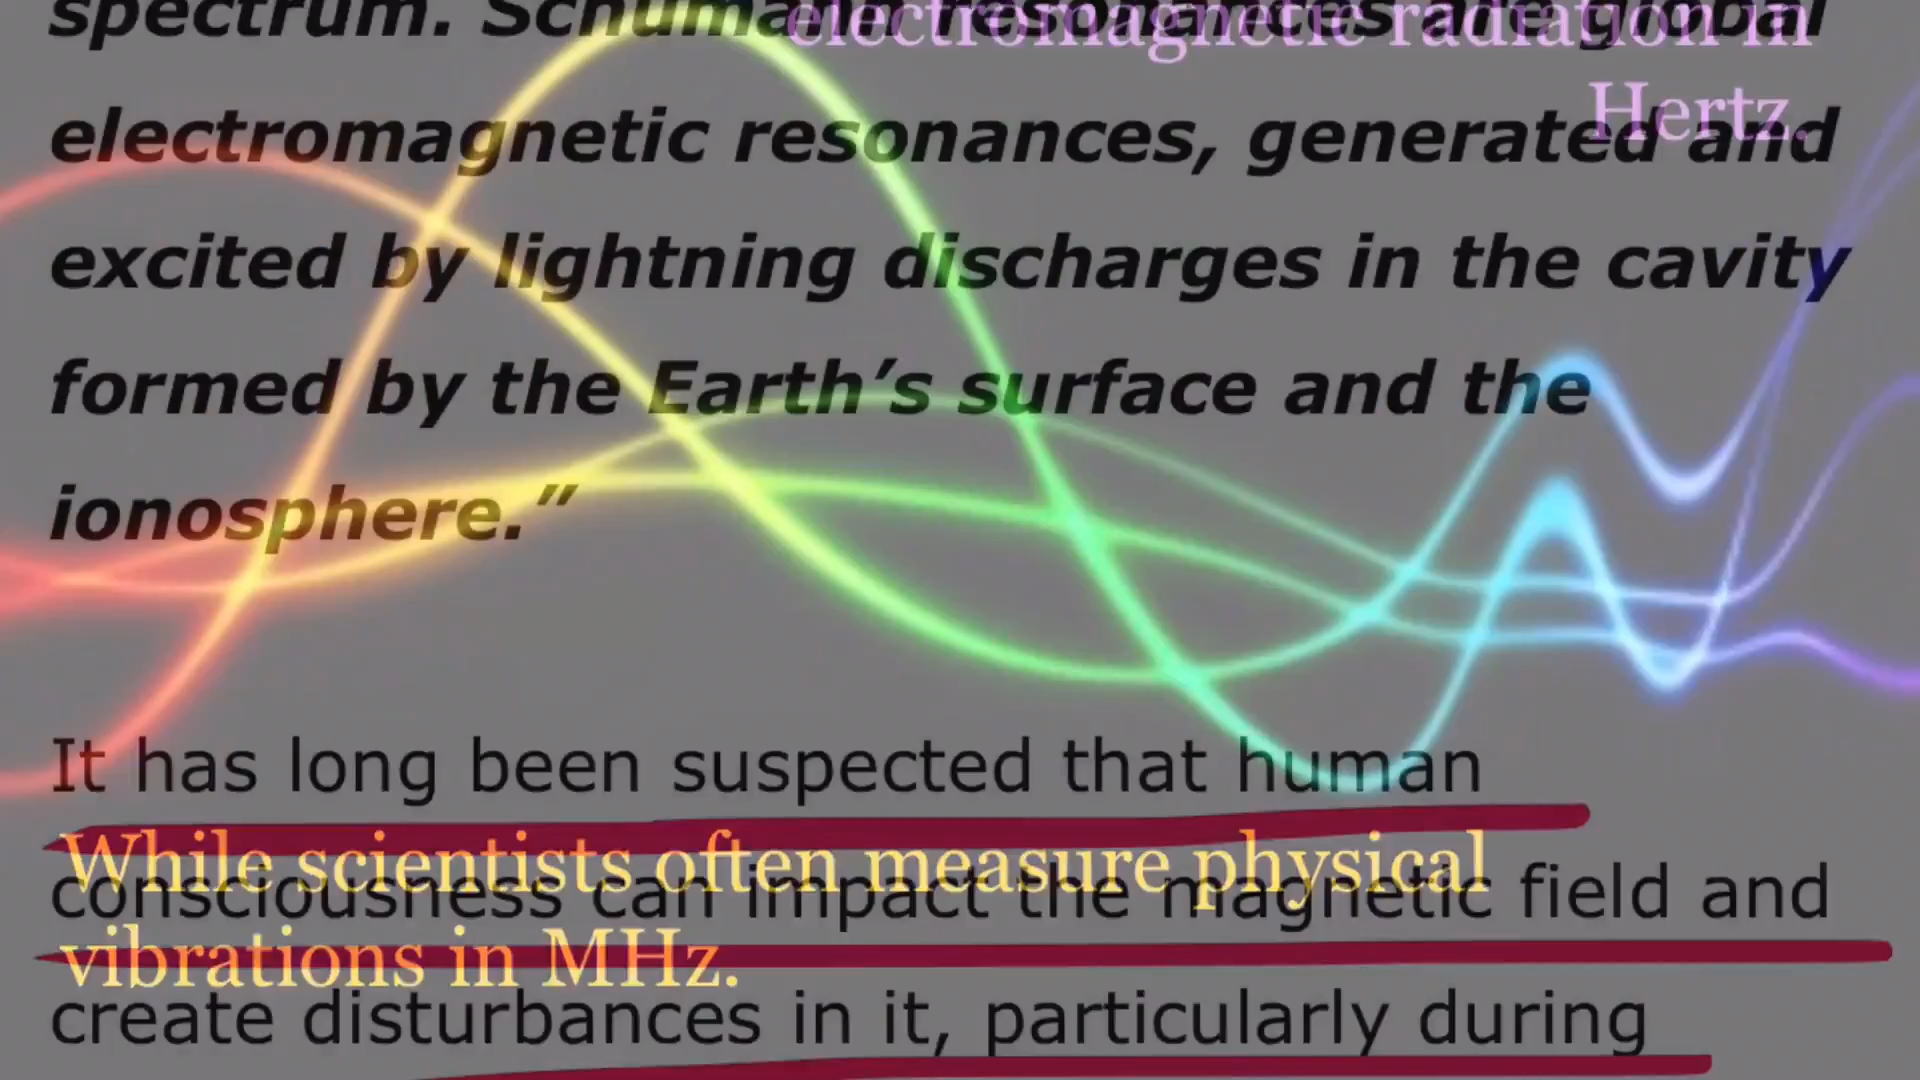 spectrum. Schumann resonances are global
electromagnetic radiation in
Hertz.
electromagnetic resonances, generated and
excited by lightning discharges in the cavity
formed by the Earth’s surface and the
ionosphere.”
It has long been suspected that human
While scientists often measure physical
consciousness can impact the magnetic field and
vibrations in MHz.
create disturbances in it, particularly during